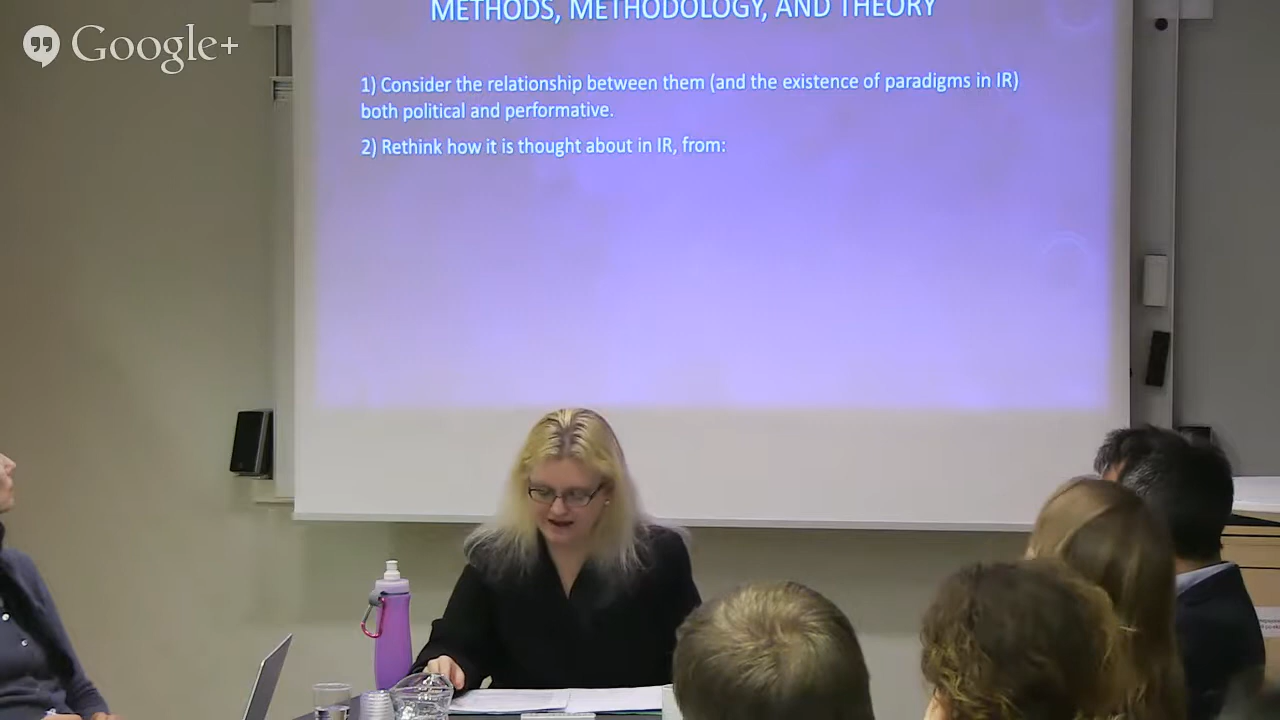 Google+
METHODS, METHODOLOGY, AND THEORY
1) Consider the relationship between them (and the existence of paradigms in IR)
both political and performative.
2) Rethink how it is thought about in IR, from: